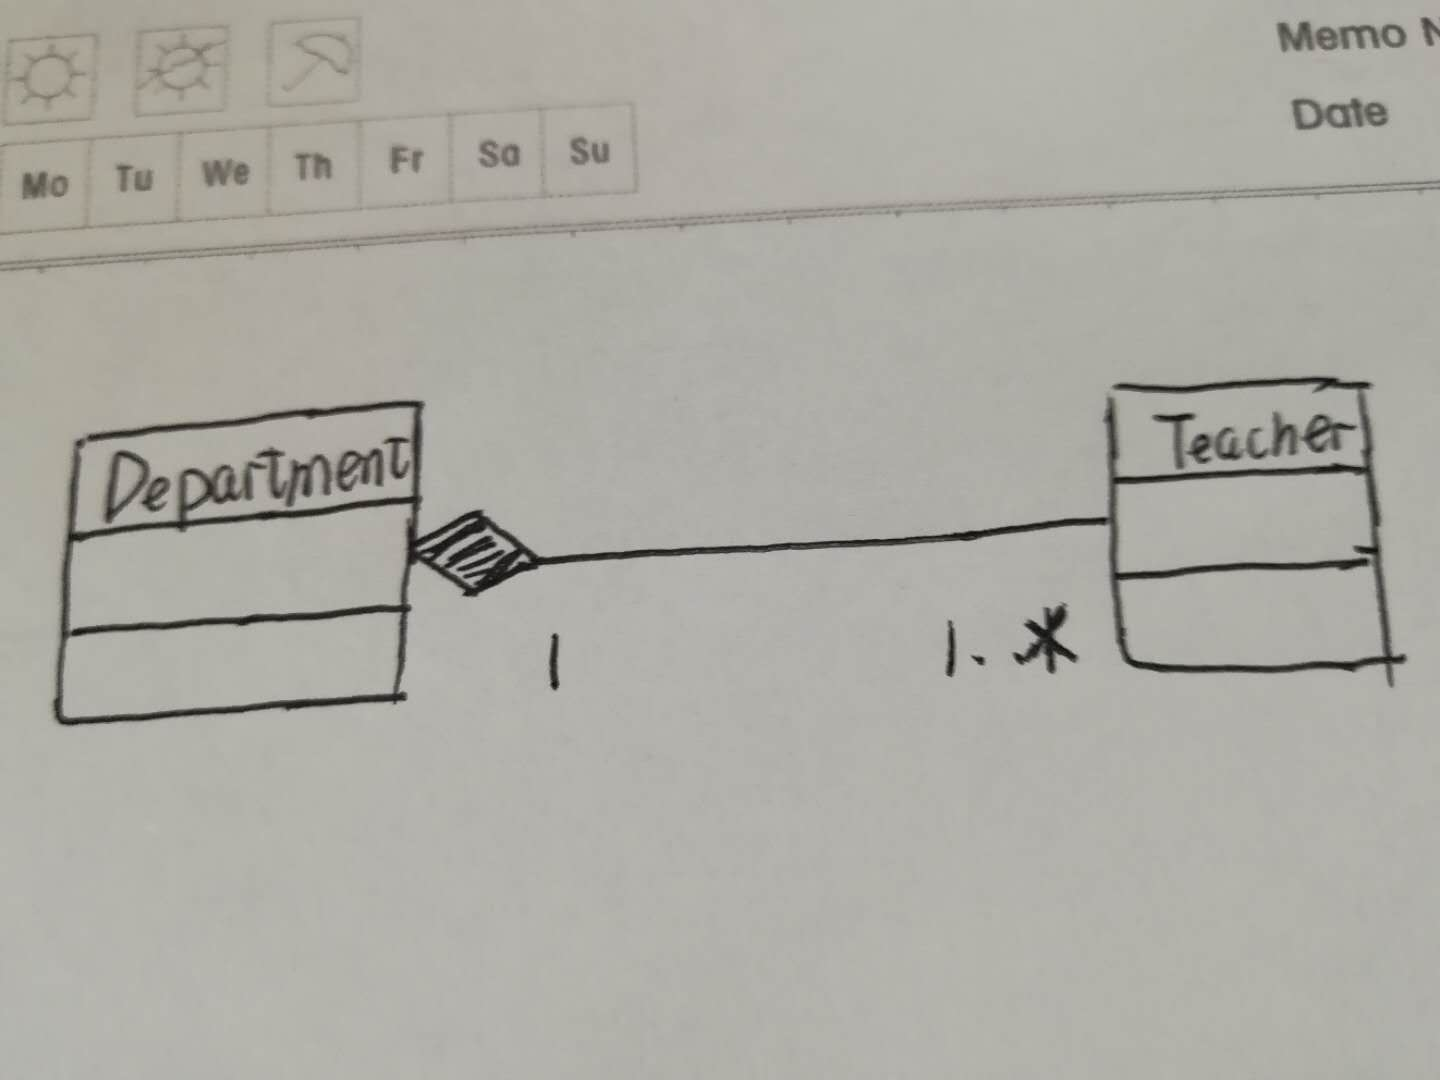 Memo N
Date
Mo Tu We Th Fr Sa Su
Department
Teacher
1
1..*